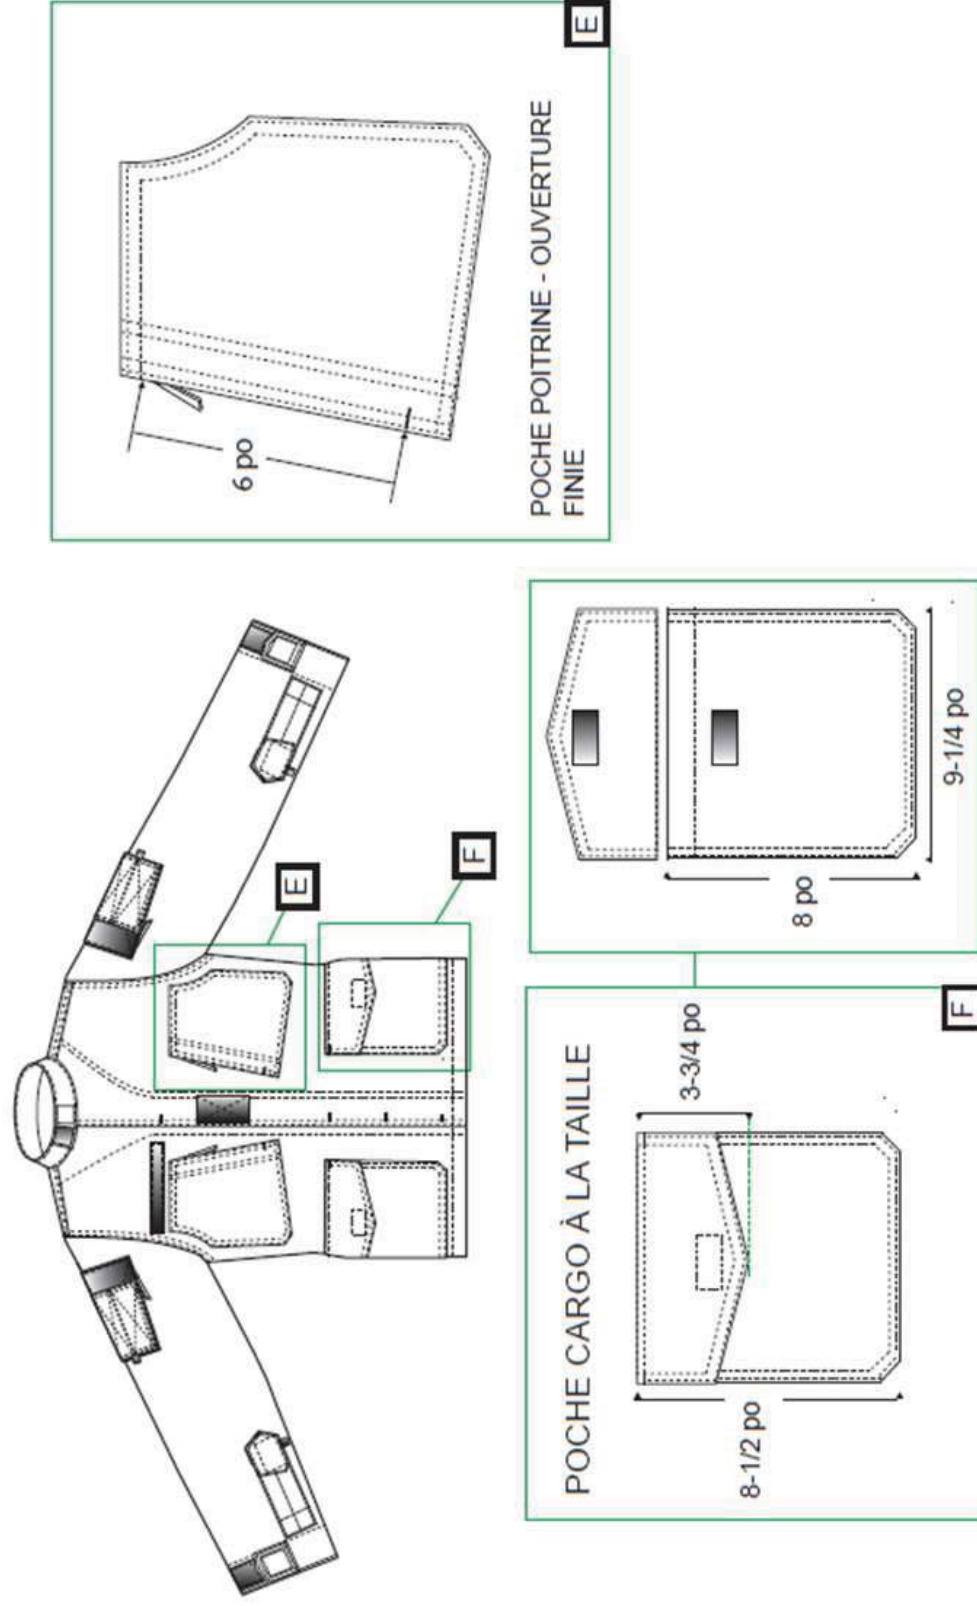 E
F
POCHE CARGO À LA TAILLE
8-1/2 po
3-3/4 po
F
8 po
9-1/4 po
6 po
POCHE POITRINE - OUVERTURE
FINIE
E